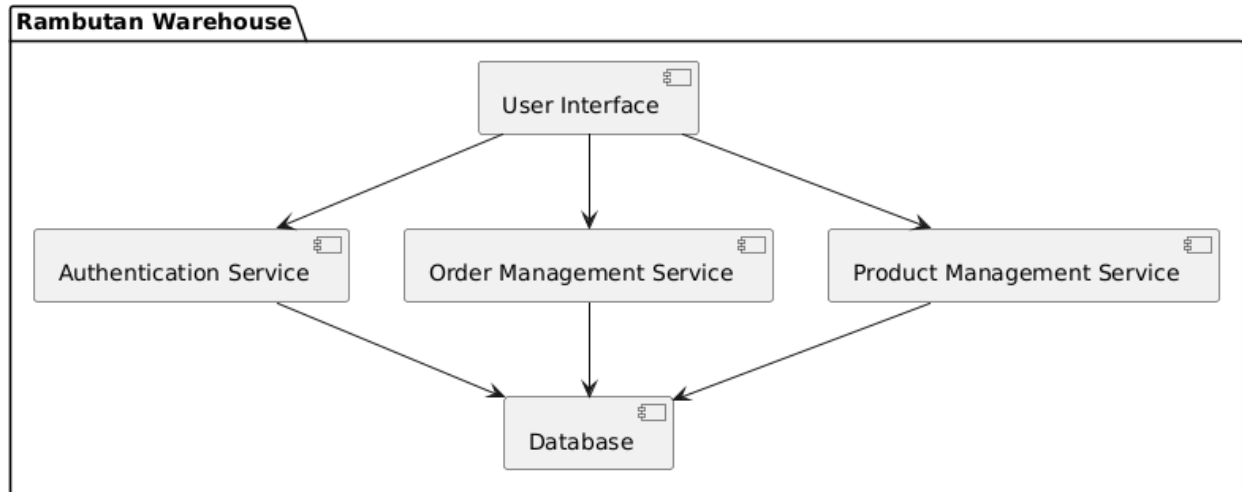 Rambutan Warehouse
User Interface
Authentication Service
Order Management Service
Product Management Service
Database